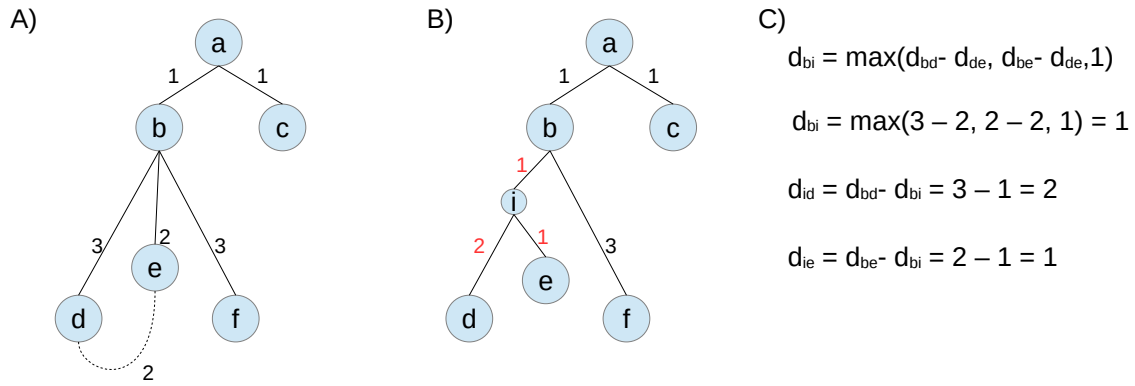 A)
a
1
1
b
c
3
2
3
e
d
f
2
B)
a
1
1
b
c
1
i
2
1
3
e
d
f
C)
dbi = max(dbd- dde, dbe- dde,1)
dbi = max(3 – 2, 2 – 2, 1) = 1
did = dbd- dbi = 3 – 1 = 2
die = dbe- dbi = 2 – 1 = 1